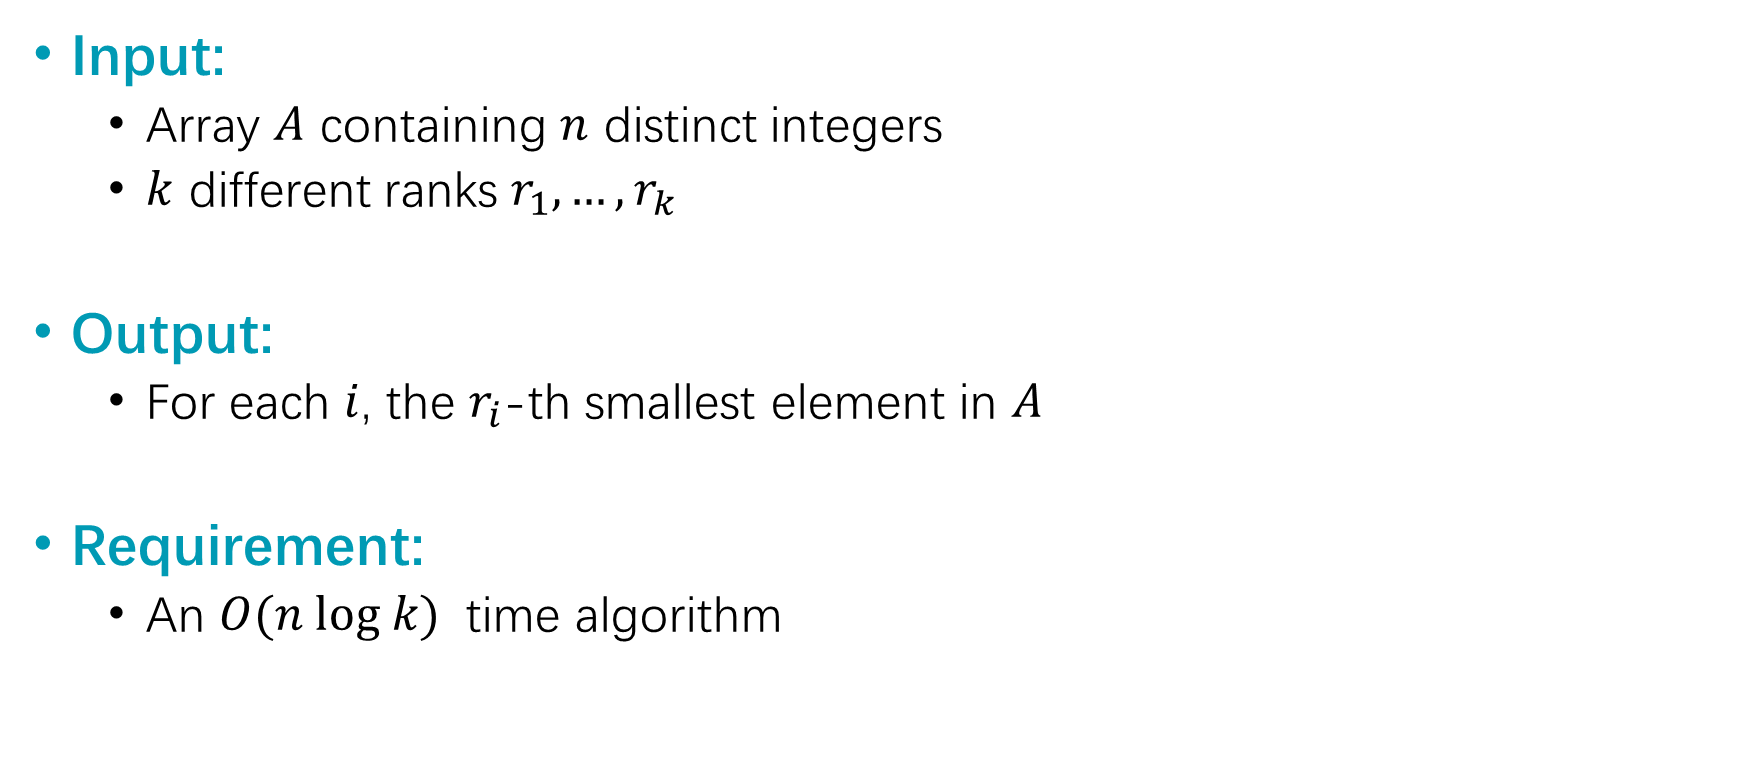 • Input:
• Array A containing n distinct integers
• k different ranks r₁, … , rₖ
• Output:
• For each i, the rᵢ-th smallest element in A
• Requirement:
• An O(n log k) time algorithm